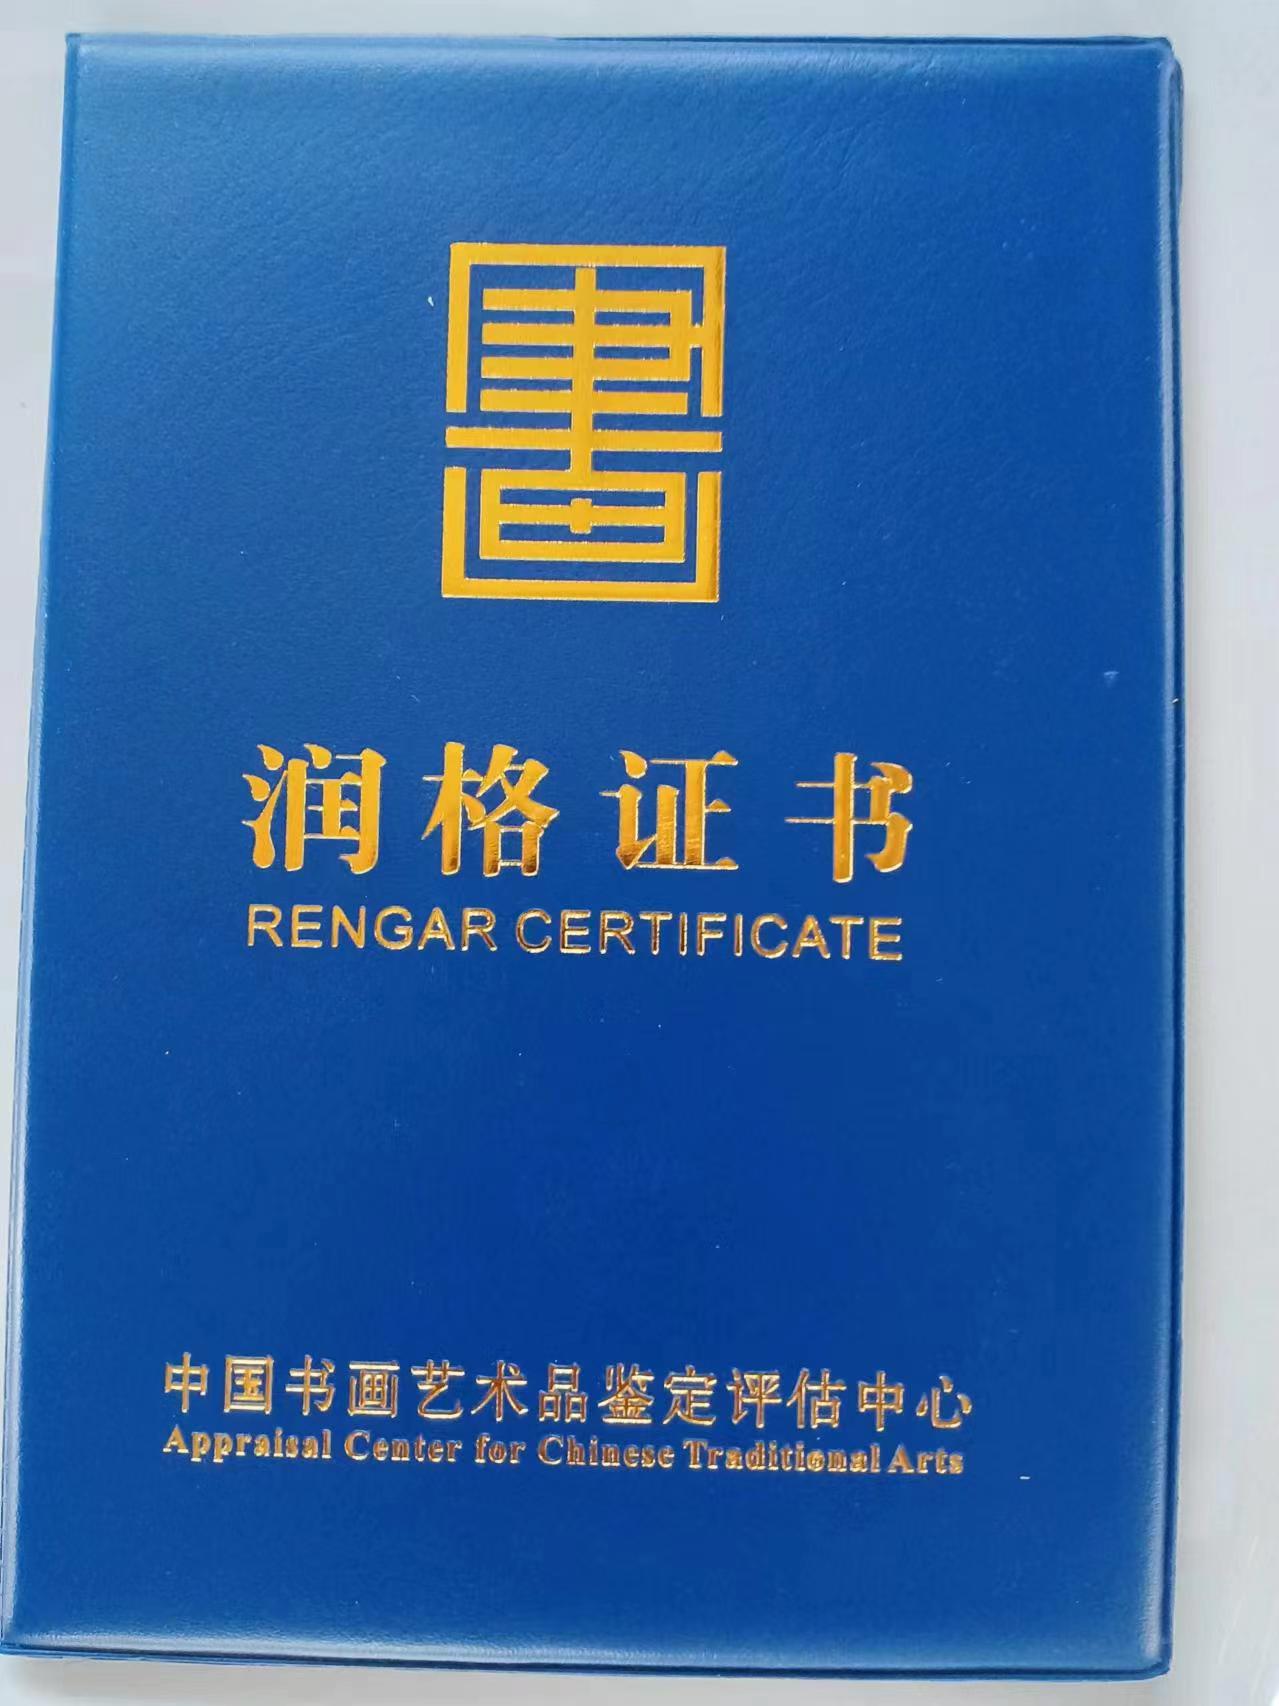 書
润格证书
RENGAR CERTIFICATE
中国书画艺术品鉴定评估中心
Appraisal Center for Chinese Traditional Arts